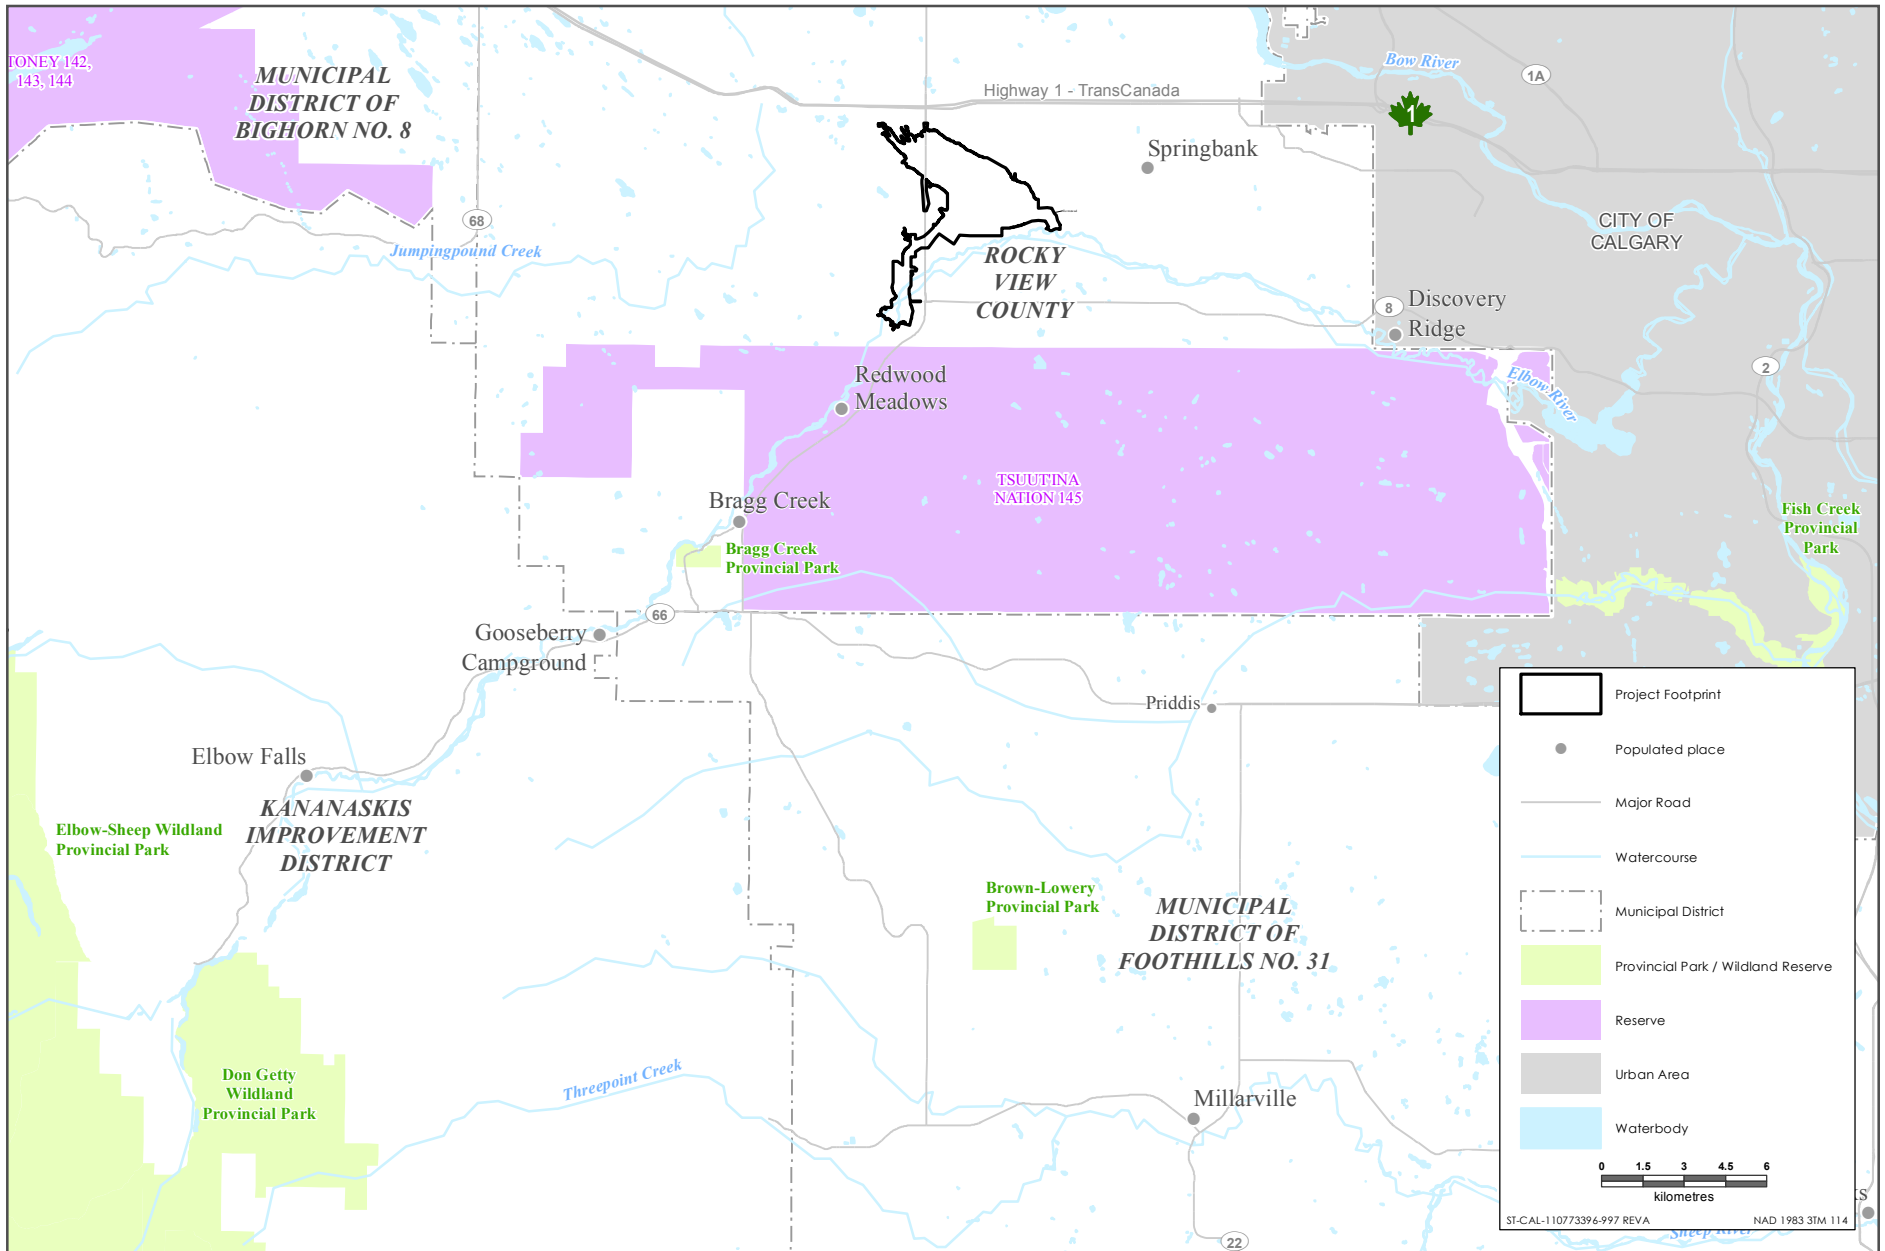 TONEY 142,
143, 144
MUNICIPAL
DISTRICT OF
BIGHORN NO. 8
Highway 1 - TransCanada
Bow River
1A
1
Springbank
CITY OF
CALGARY
68
Jumpingpound Creek
ROCKY
VIEW
COUNTY
8
Discovery
Ridge
2
Elbow River
Redwood
Meadows
TSUUT'INA
NATION 145
Bragg Creek
Bragg Creek
Provincial Park
Fish Creek
Provincial
Park
66
Gooseberry
Campground
Priddis
Elbow Falls
KANANASKIS
IMPROVEMENT
DISTRICT
Elbow-Sheep Wildland
Provincial Park
Brown-Lowery
Provincial Park
MUNICIPAL
DISTRICT OF
FOOTHILLS NO. 31
Don Getty
Wildland
Provincial Park
Threepoint Creek
Millarville
22
Project Footprint
Populated place
Major Road
Watercourse
Municipal District
Provincial Park / Wildland Reserve
Reserve
Urban Area
Waterbody
0 1.5 3 4.5 6
kilometres
ST-CAL-110773396-997 REVA NAD 1983 3TM 114
ks
Sheep River